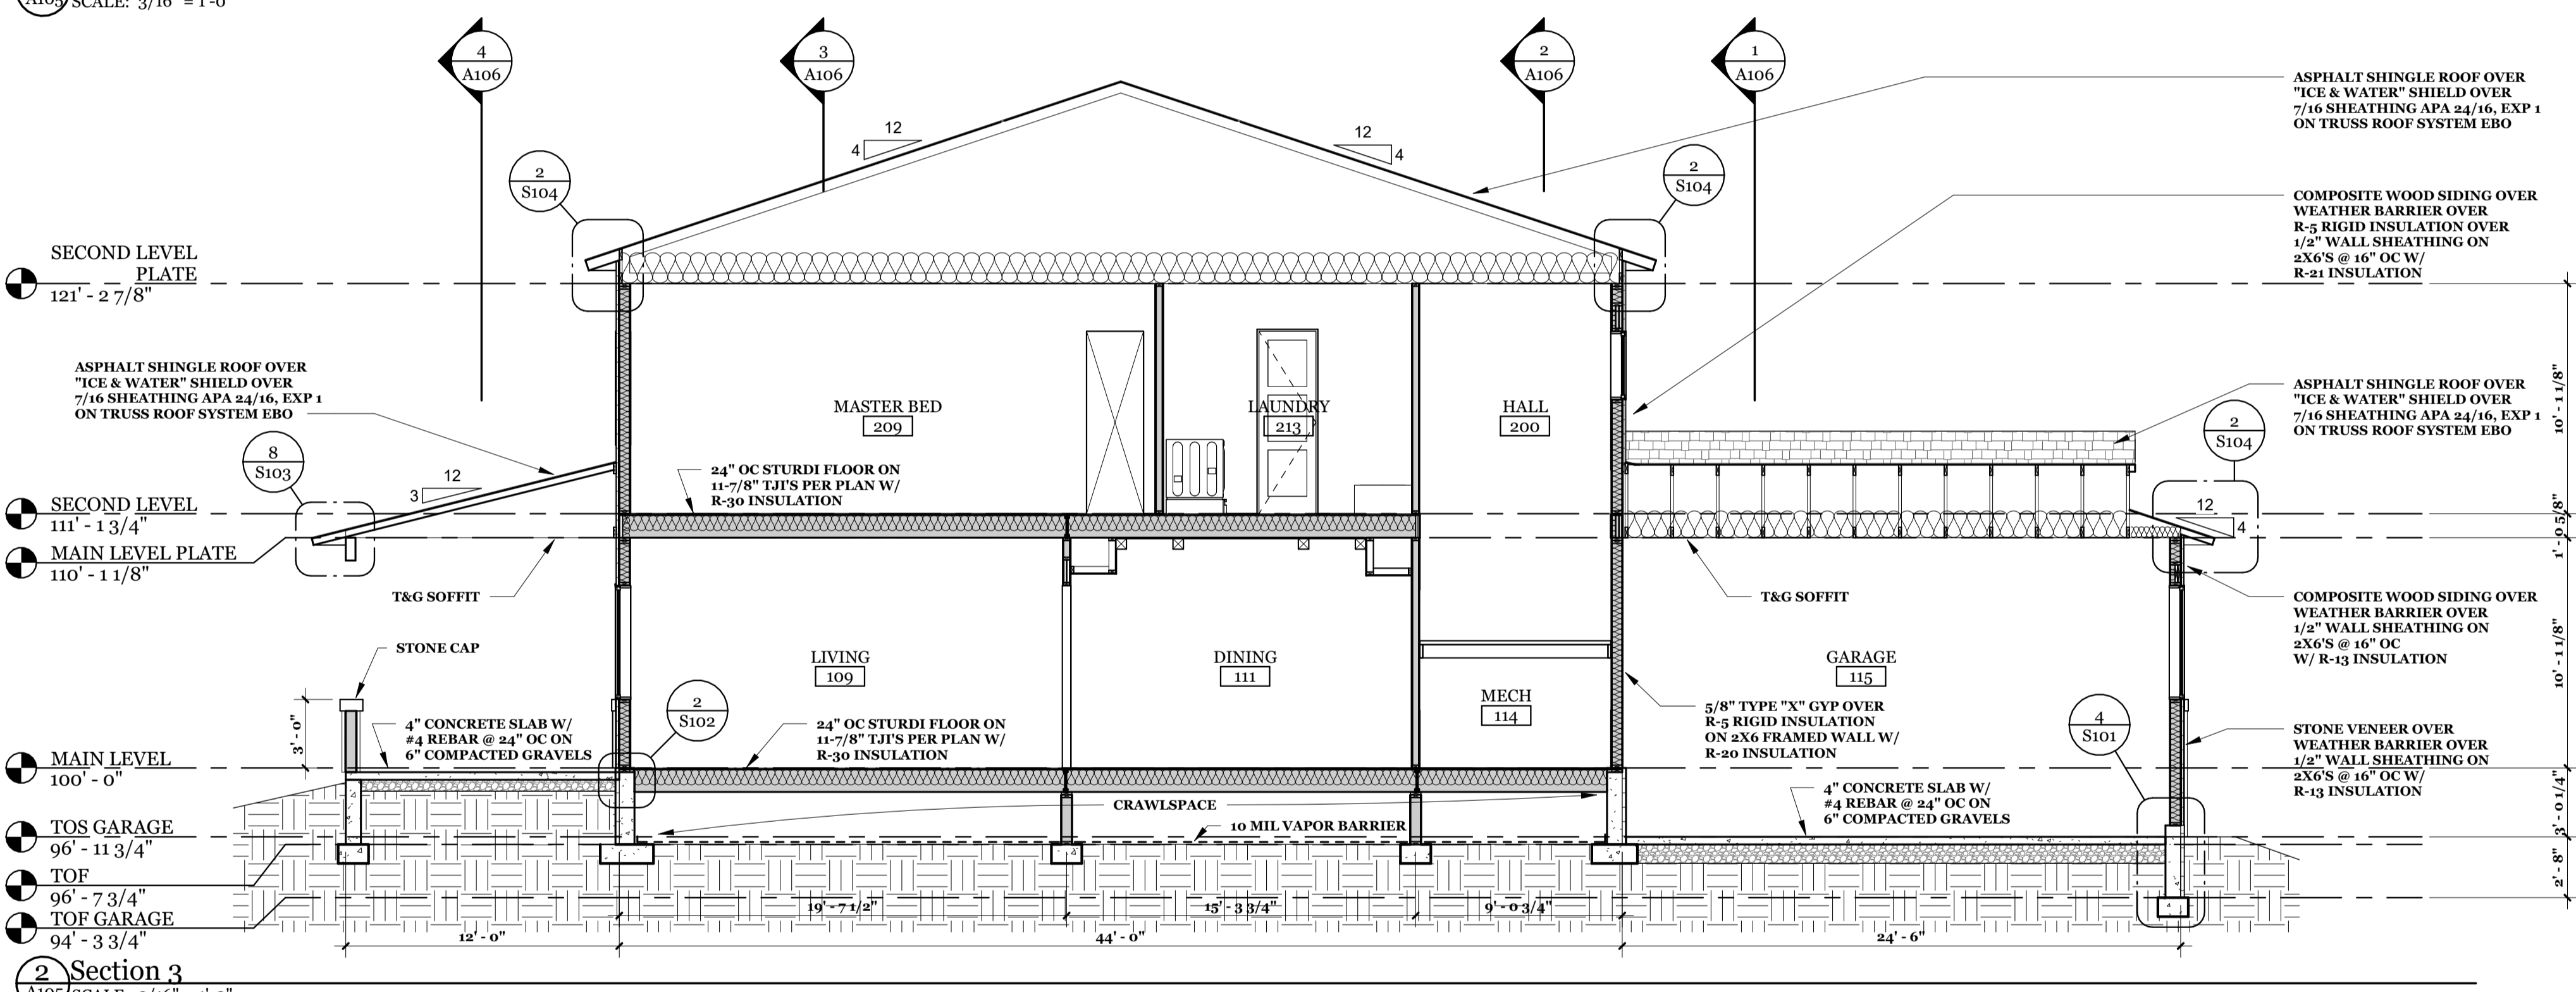 SCALE: 3/16" = 1'-0"
4
A106
3
A106
2
A106
1
A106
ASPHALT SHINGLE ROOF OVER
"ICE & WATER" SHIELD OVER
7/16 SHEATHING APA 24/16, EXP 1
ON TRUSS ROOF SYSTEM EBO
12
4
12
4
2
S104
2
S104
COMPOSITE WOOD SIDING OVER
WEATHER BARRIER OVER
R-5 RIGID INSULATION OVER
1/2" WALL SHEATHING ON
2X6'S @ 16" OC W/
R-21 INSULATION
SECOND LEVEL
PLATE
121' - 2 7/8"
ASPHALT SHINGLE ROOF OVER
"ICE & WATER" SHIELD OVER
7/16 SHEATHING APA 24/16, EXP 1
ON TRUSS ROOF SYSTEM EBO
MASTER BED
209
LAUNDRY
213
HALL
200
ASPHALT SHINGLE ROOF OVER
"ICE & WATER" SHIELD OVER
7/16 SHEATHING APA 24/16, EXP 1
ON TRUSS ROOF SYSTEM EBO
10' - 1 1/8"
2
S104
8
S103
12
3
24" OC STURDI FLOOR ON
11-7/8" TJI'S PER PLAN W/
R-30 INSULATION
SECOND LEVEL
111' - 1 3/4"
12
4
1' - 0 5/8"
MAIN LEVEL PLATE
110' - 1 1/8"
T&G SOFFIT
T&G SOFFIT
COMPOSITE WOOD SIDING OVER
WEATHER BARRIER OVER
1/2" WALL SHEATHING ON
2X6'S @ 16" OC
W/ R-13 INSULATION
10' - 1 1/8"
STONE CAP
LIVING
109
DINING
111
MECH
114
GARAGE
115
3' - 0"
4" CONCRETE SLAB W/
#4 REBAR @ 24" OC ON
6" COMPACTED GRAVELS
2
S102
24" OC STURDI FLOOR ON
11-7/8" TJI'S PER PLAN W/
R-30 INSULATION
5/8" TYPE "X" GYP OVER
R-5 RIGID INSULATION
ON 2X6 FRAMED WALL W/
R-20 INSULATION
4
S101
STONE VENEER OVER
WEATHER BARRIER OVER
1/2" WALL SHEATHING ON
2X6'S @ 16" OC W/
R-13 INSULATION
MAIN LEVEL
100' - 0"
4" CONCRETE SLAB W/
#4 REBAR @ 24" OC ON
6" COMPACTED GRAVELS
3' - 0 1/4"
CRAWLSPACE
10 MIL VAPOR BARRIER
TOS GARAGE
96' - 11 3/4"
TOF
96' - 7 3/4"
2' - 8"
TOF GARAGE
94' - 3 3/4"
19' - 7 1/2"
15' - 3 3/4"
9' - 0 3/4"
12' - 0"
44' - 0"
24' - 6"
2
Section 3